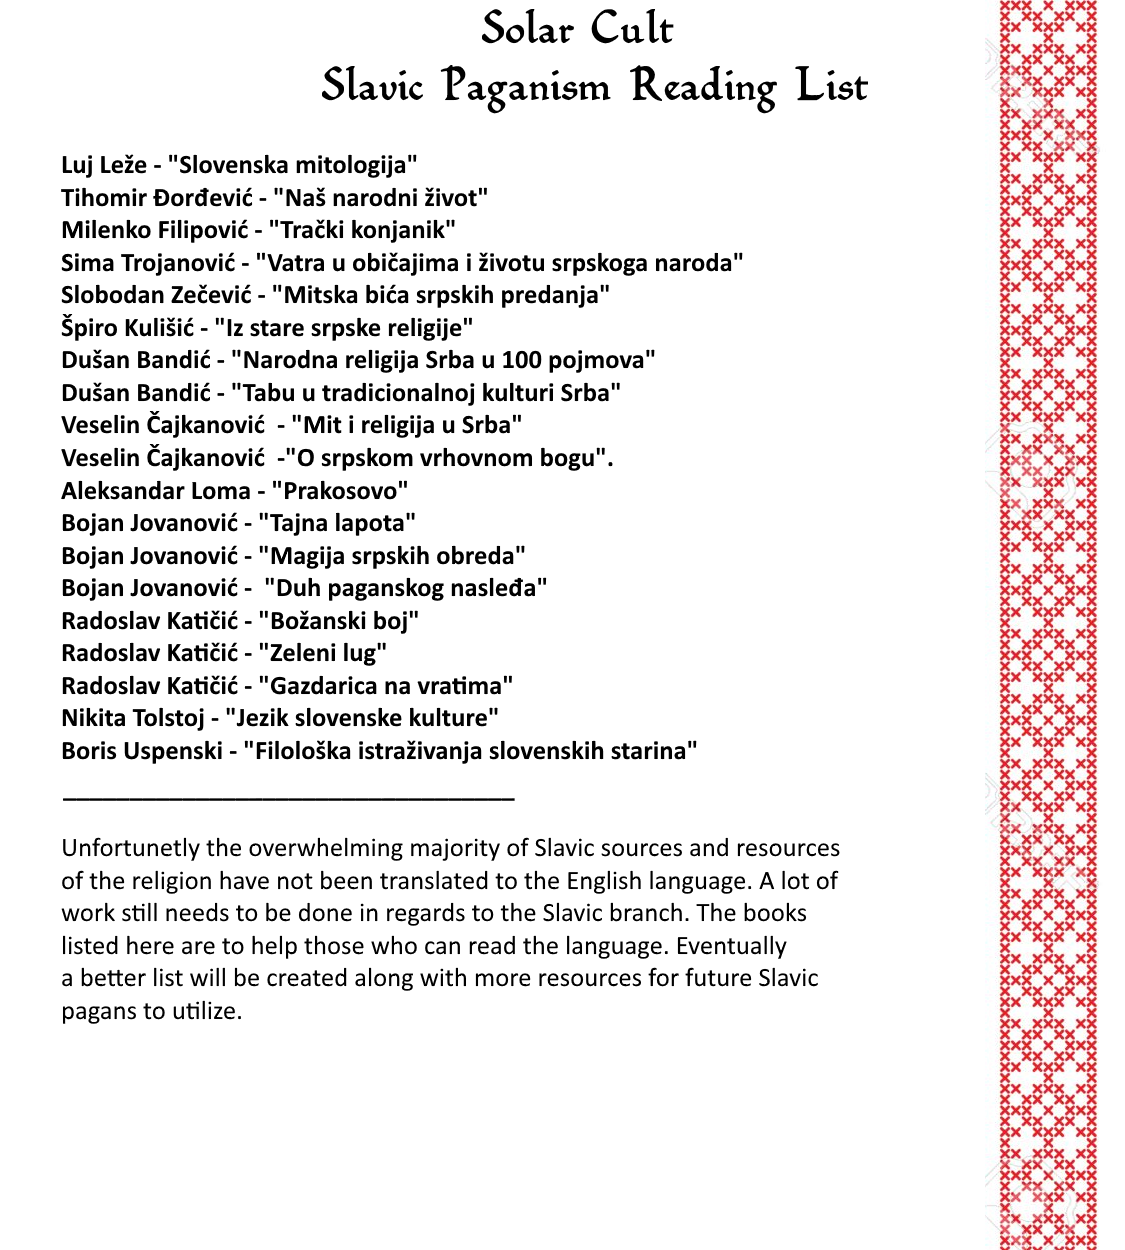 Solar Cult
Slavic Paganism Reading List
Luj Leže - "Slovenska mitologija"
Tihomir Đorđević - "Naš narodni život"
Milenko Filipović - "Trački konjanik"
Sima Trojanović - "Vatra u običajima i životu srpskoga naroda"
Slobodan Zečević - "Mitska bića srpskih predanja"
Špiro Kulišić - "Iz stare srpske religije"
Dušan Bandić - "Narodna religija Srba u 100 pojmova"
Dušan Bandić - "Tabu u tradicionalnoj kulturi Srba"
Veselin Čajkanović  - "Mit i religija u Srba"
Veselin Čajkanović  -"O srpskom vrhovnom bogu".
Aleksandar Loma - "Prakosovo"
Bojan Jovanović - "Tajna lapota"
Bojan Jovanović - "Magija srpskih obreda"
Bojan Jovanović -  "Duh paganskog nasleđa"
Radoslav Katičić - "Božanski boj"
Radoslav Katičić - "Zeleni lug"
Radoslav Katičić - "Gazdarica na vratima"
Nikita Tolstoj - "Jezik slovenske kulture"
Boris Uspenski - "Filološka istraživanja slovenskih starina"
Unfortunetly the overwhelming majority of Slavic sources and resources
of the religion have not been translated to the English language. A lot of
work still needs to be done in regards to the Slavic branch. The books
listed here are to help those who can read the language. Eventually
a better list will be created along with more resources for future Slavic
pagans to utilize.